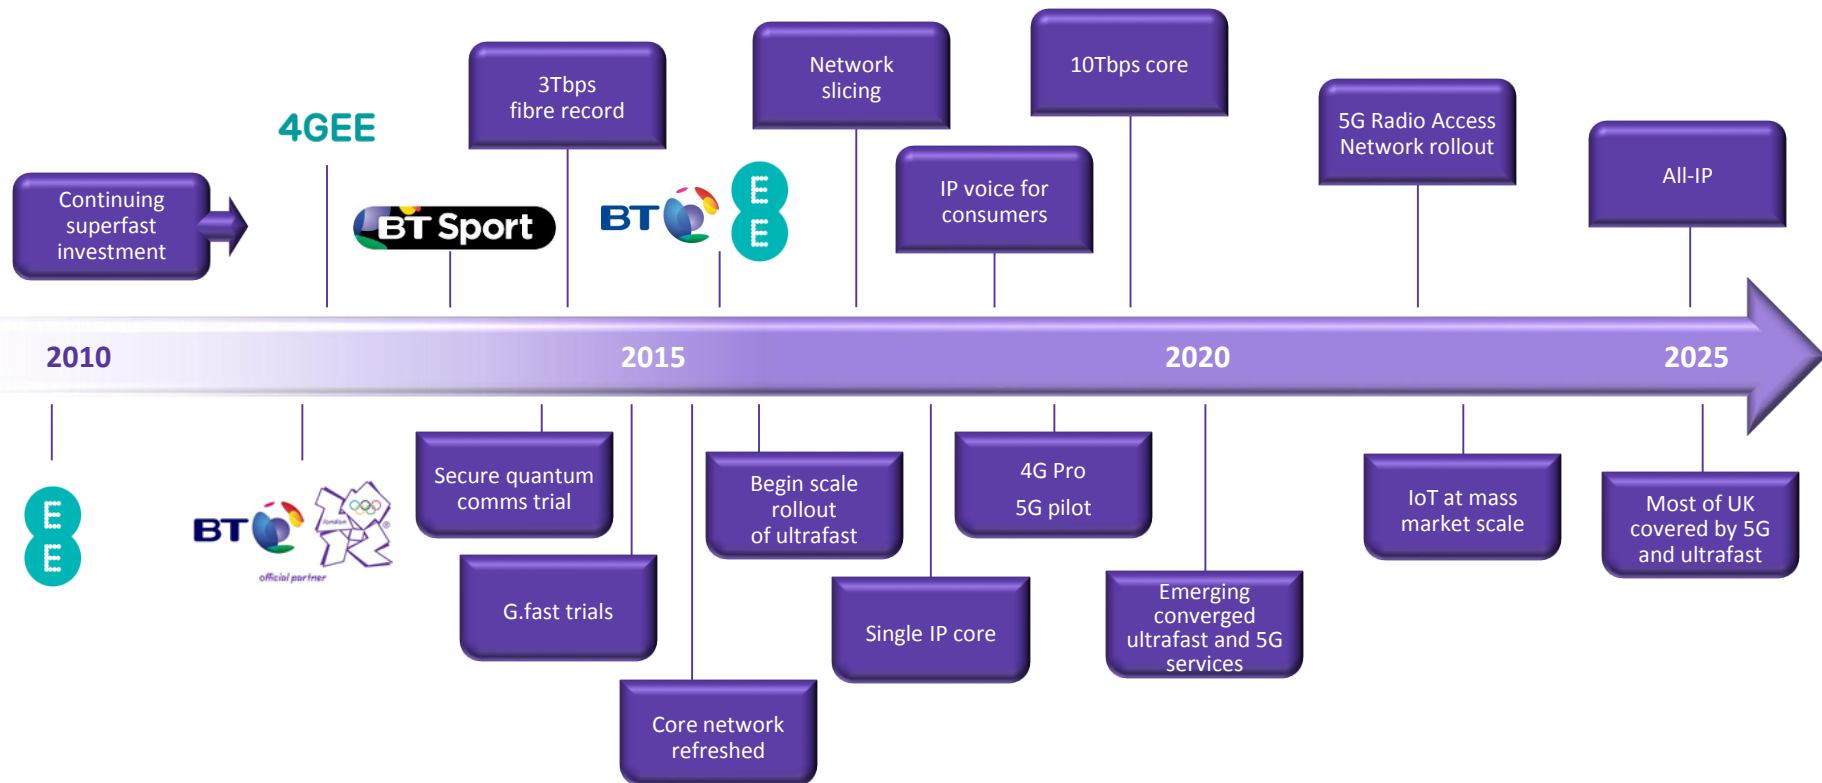 Continuing
superfast
investment
4GEE
BT Sport
3Tbps
fibre record
BT
E
E
Network
slicing
IP voice for
consumers
10Tbps core
5G Radio Access
Network rollout
All-IP
2010
2015
2020
2025
E
E
BT
london
official partner
Secure quantum
comms trial
G.fast trials
Core network
refreshed
Begin scale
rollout
of ultrafast
Single IP core
4G Pro
5G pilot
Emerging
converged
ultrafast and 5G
services
IoT at mass
market scale
Most of UK
covered by 5G
and ultrafast